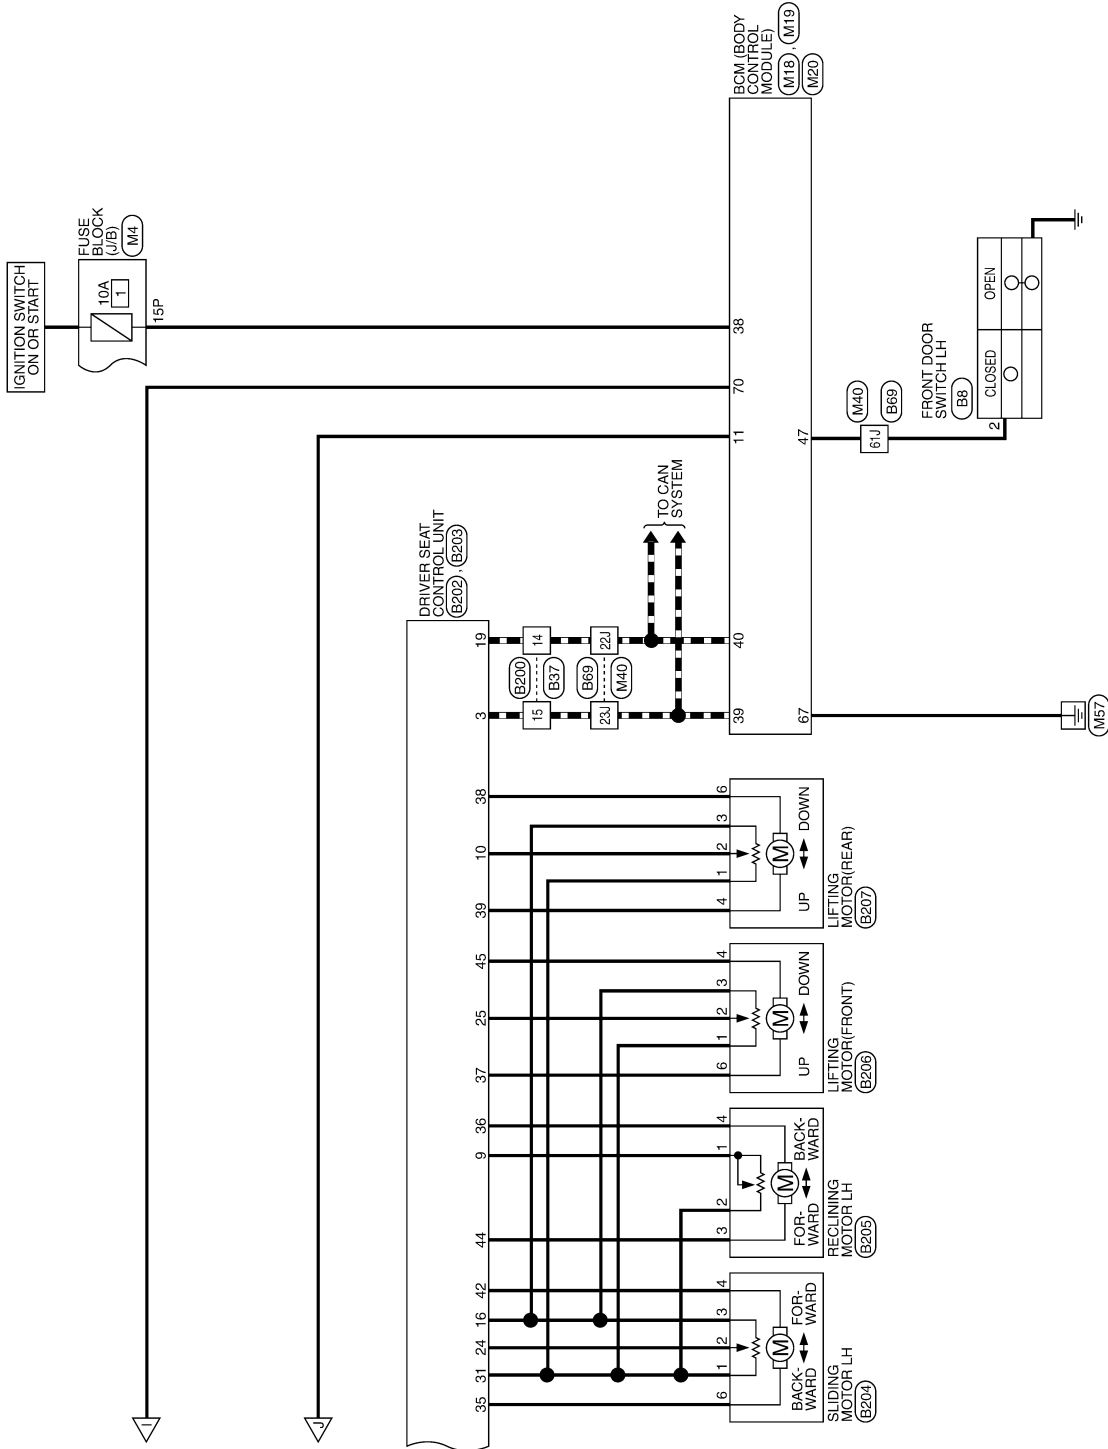 IGNITION SWITCH
ON OR START
FUSE
BLOCK
(J/B)
M4
10A
1
15P
I
J
DRIVER SEAT
CONTROL UNIT
B202 , B203
35 31 24 16 42 44 9 36 37 25 45 39 10 38 3 19
15 14
B200
B37
23J 22J
B69
M40
TO CAN
SYSTEM
BCM (BODY
CONTROL
MODULE)
M18 , M19
M20
39 40 11 70 38
67 47
M57
61J
M40
B69
FRONT DOOR
SWITCH LH
B8
2
CLOSED OPEN
6 1 2 3 4
M
BACK-
WARD
FOR-
WARD
SLIDING
MOTOR LH
B204
3 2 1 4
M
FOR-
WARD
BACK-
WARD
RECLINING
MOTOR LH
B205
6 1 2 3 4
M
UP DOWN
LIFTING
MOTOR(FRONT)
B206
4 1 2 3 6
M
UP DOWN
LIFTING
MOTOR(REAR)
B207